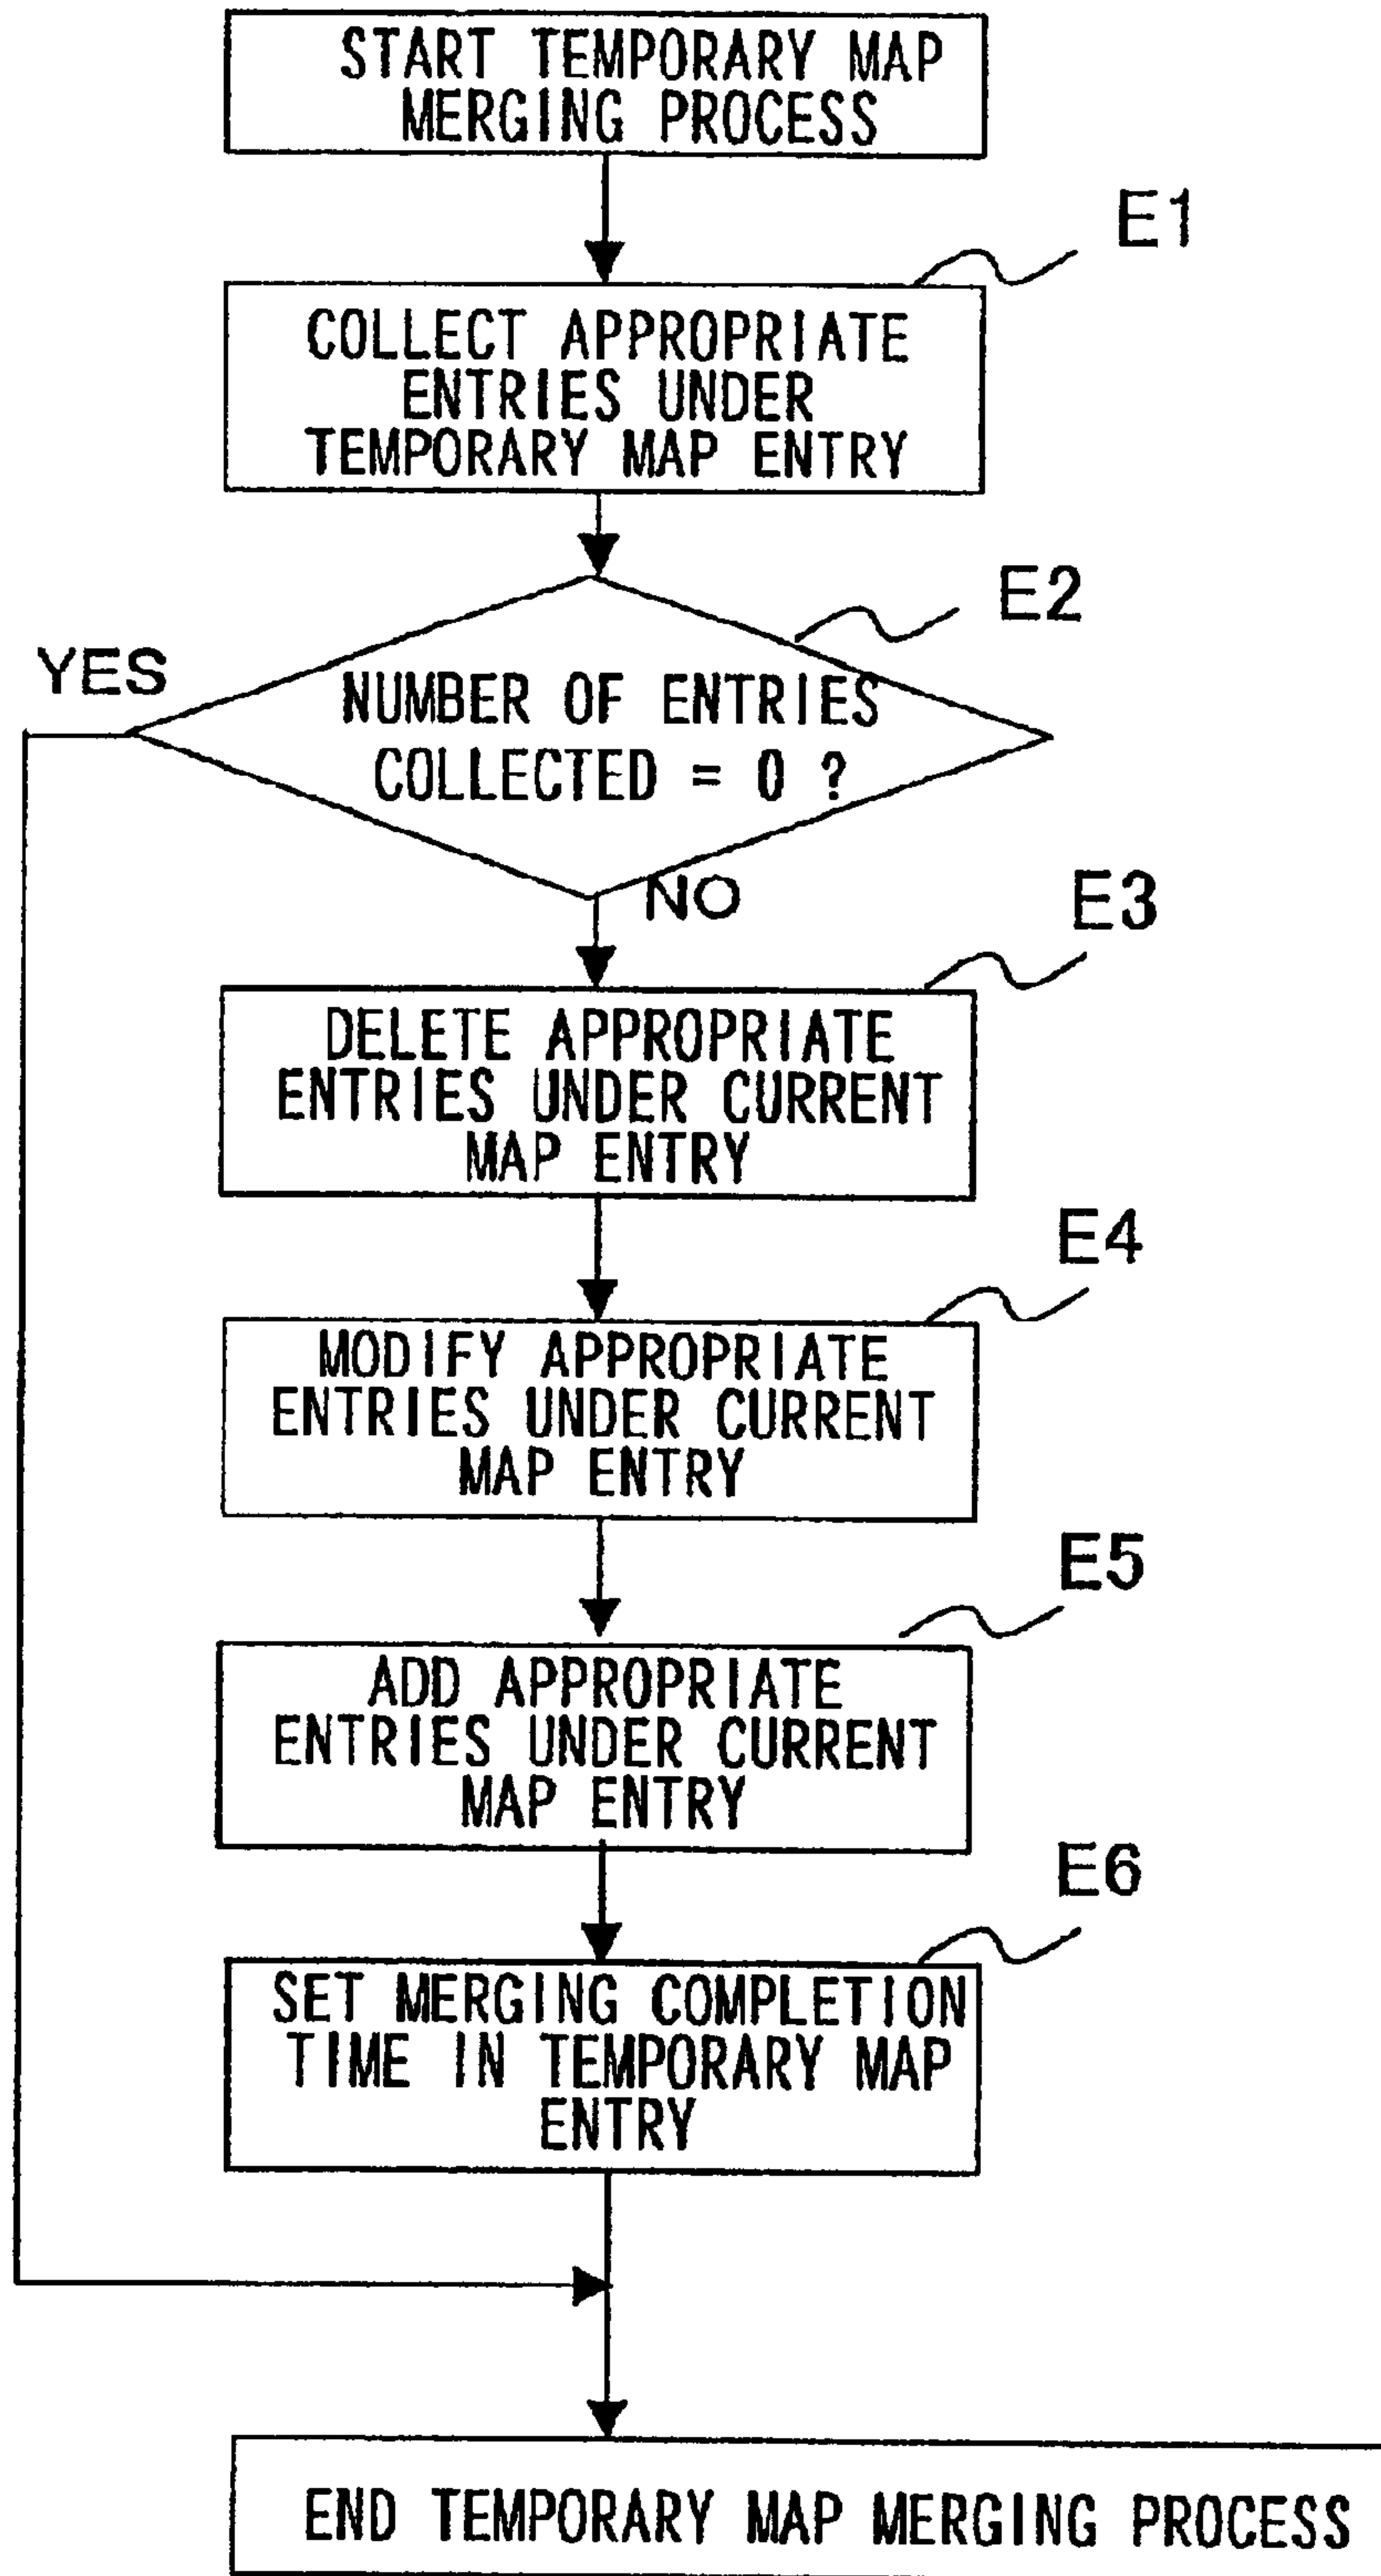 START TEMPORARY MAP
MERGING PROCESS
E1
COLLECT APPROPRIATE
ENTRIES UNDER
TEMPORARY MAP ENTRY
E2
YES
NUMBER OF ENTRIES
COLLECTED = 0 ?
NO
E3
DELETE APPROPRIATE
ENTRIES UNDER CURRENT
MAP ENTRY
E4
MODIFY APPROPRIATE
ENTRIES UNDER CURRENT
MAP ENTRY
E5
ADD APPROPRIATE
ENTRIES UNDER CURRENT
MAP ENTRY
E6
SET MERGING COMPLETION
TIME IN TEMPORARY MAP
ENTRY
END TEMPORARY MAP MERGING PROCESS